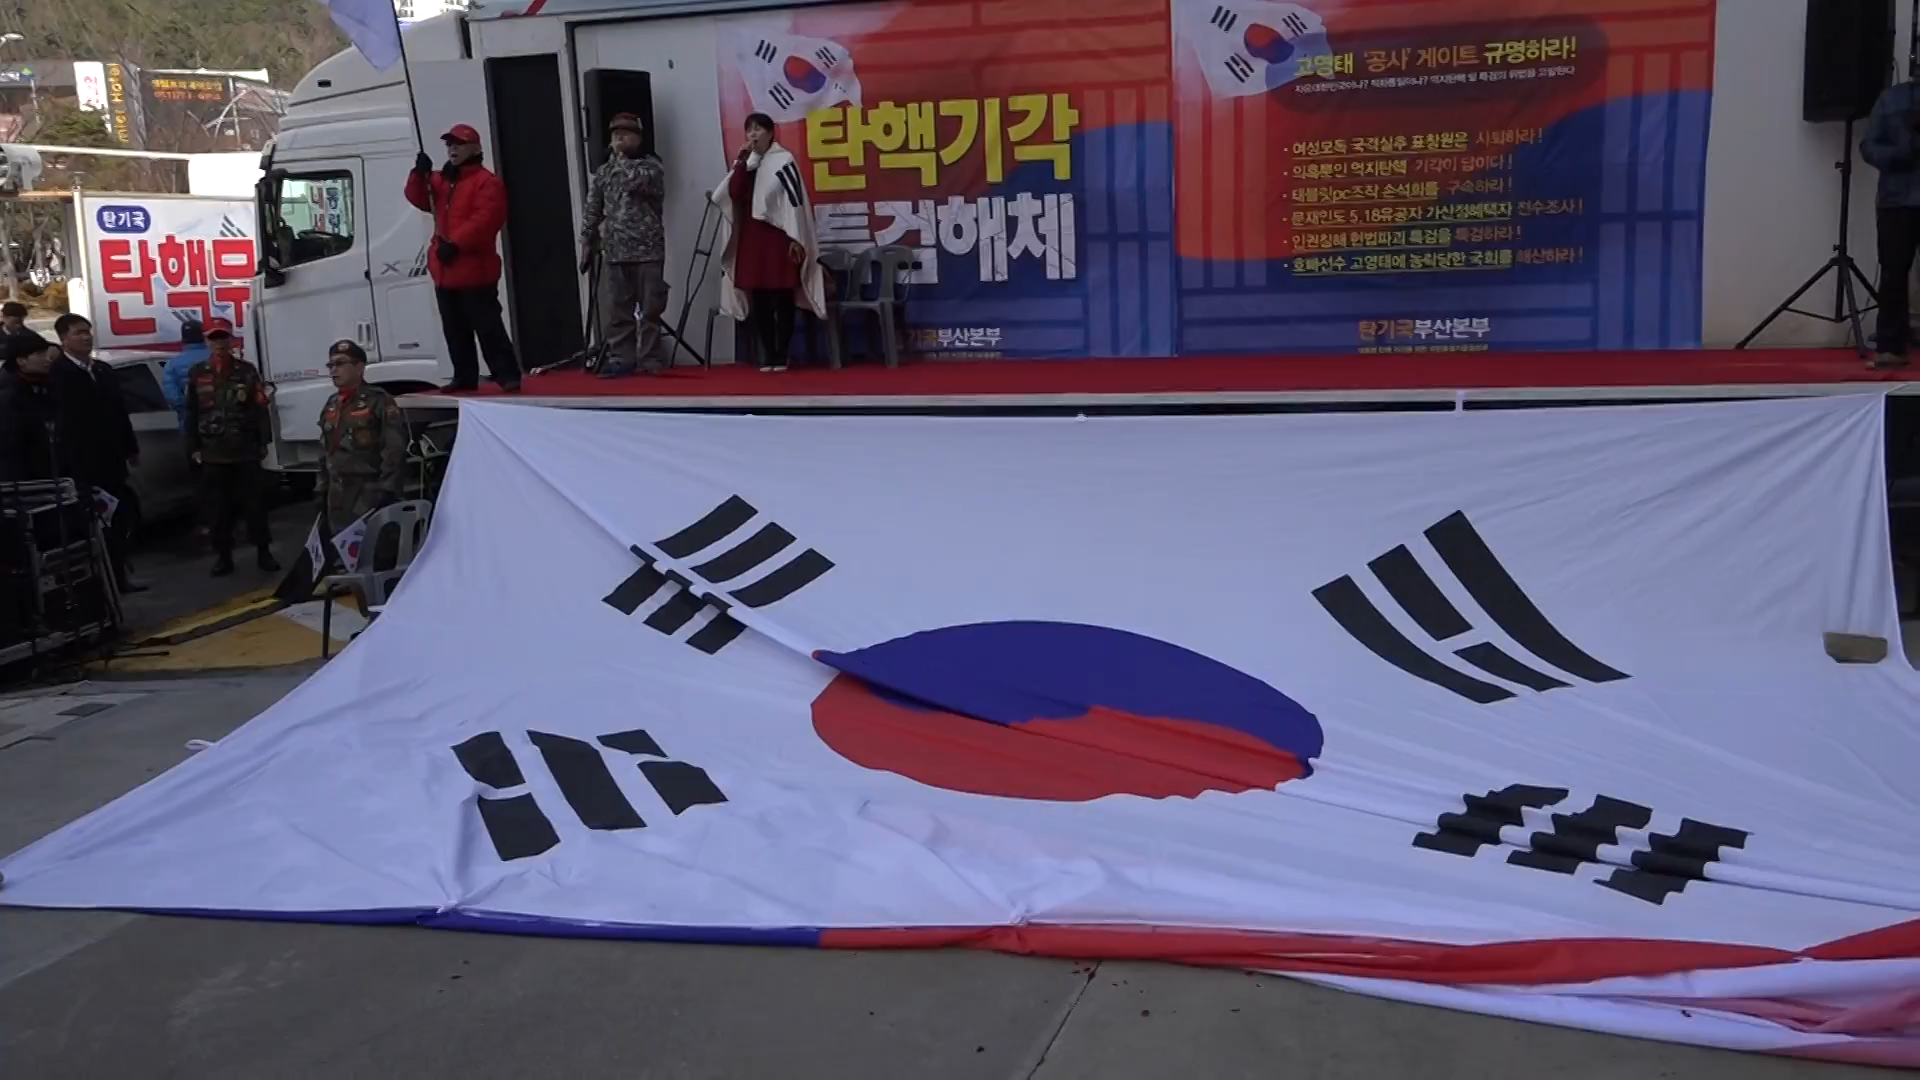 탄기국
탄핵무
대통령
탄핵기각
특검해체
탄기국부산본부
고영태 '공사' 게이트 규명하라!
· 여성모독 국격실추 표창원은 사퇴하라!
· 의혹뿐인 억지탄핵 기각이 답이다!
· 태블릿pc조작 손석희를 구속하라!
· 문재인도 5.18유공자 가산점혜택자 전수조사!
· 인권침해 헌법파괴 특검을 특검하라!
· 호빠선수 고영태에 농락당한 국회를 해산하라!
탄기국부산본부